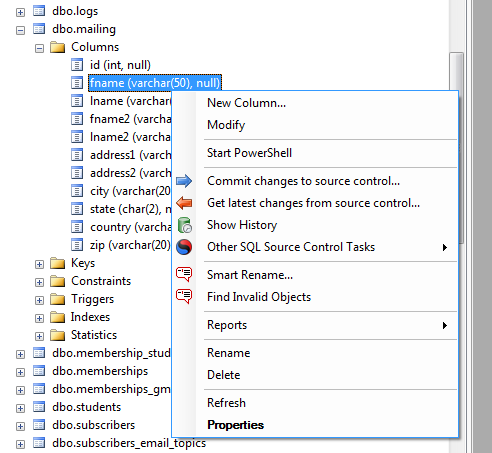 dbo.logs
dbo.mailing
Columns
id (int, null)
fname (varchar(50), null)
lname (varchar(
fname2 (varchar
lname2 (varchar
address1 (varch
address2 (varch
city (varchar(20
state (char(2), n
country (varchar
zip (varchar(20)
Keys
Constraints
Triggers
Indexes
Statistics
dbo.membership_stud
dbo.memberships
dbo.memberships_gm
dbo.students
dbo.subscribers
dbo.subscribers_email_topics
New Column...
Modify
Start PowerShell
Commit changes to source control...
Get latest changes from source control...
Show History
Other SQL Source Control Tasks
Smart Rename...
Find Invalid Objects
Reports
Rename
Delete
Refresh
Properties